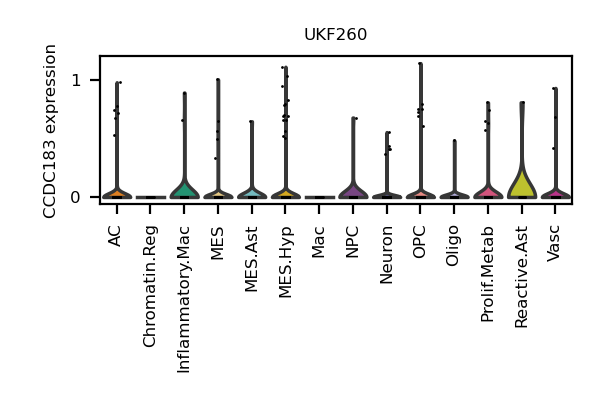 UKF260
CCDC183 expression
1
0
AC
Chromatin.Reg
Inflammatory.Mac
MES
MES.Ast
MES.Hyp
Mac
NPC
Neuron
OPC
Oligo
Prolif.Metab
Reactive.Ast
Vasc